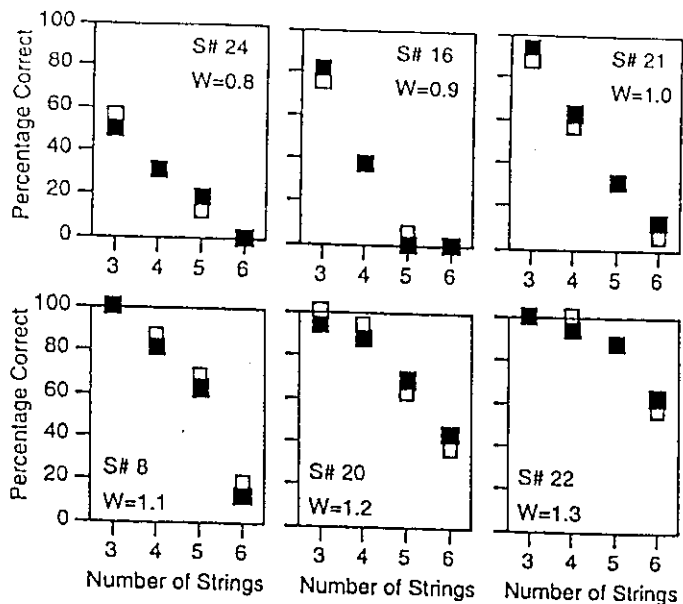 Percentage Correct
100
80
60
40
20
0
S# 24
W=0.8
3 4 5 6
S# 16
W=0.9
3 4 5 6
S# 21
W=1.0
3 4 5 6
Percentage Correct
100
80
60
40
20
0
S# 8
W=1.1
3 4 5 6
Number of Strings
S# 20
W=1.2
3 4 5 6
Number of Strings
S# 22
W=1.3
3 4 5 6
Number of Strings